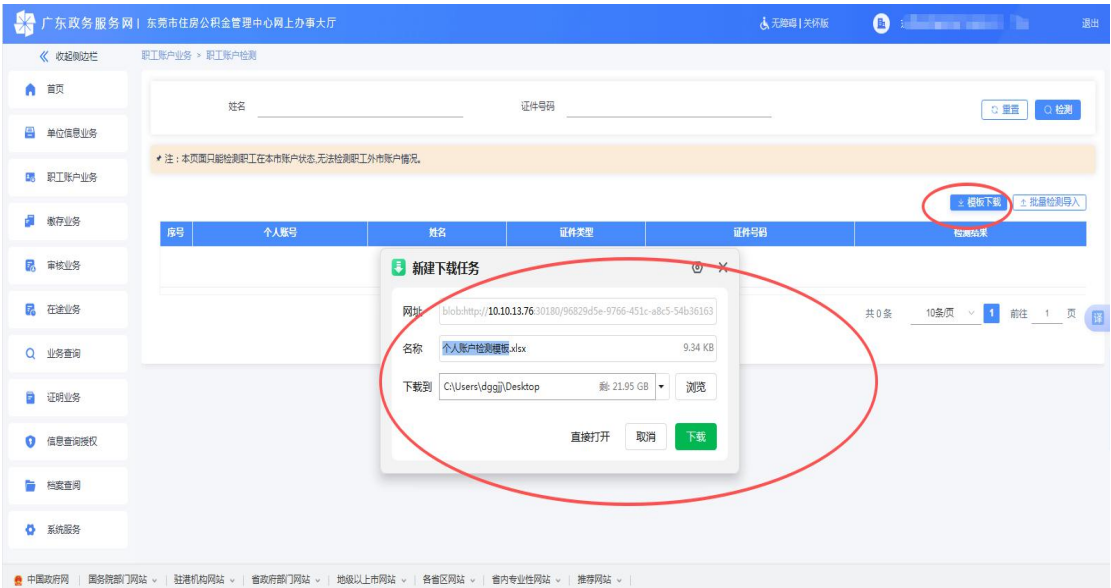 广东政务服务网 | 东莞市住房公积金管理中心网上办事大厅
无障碍 | 关怀版
退出
收起侧边栏
职工账户业务 > 职工账户检测
首页
单位信息业务
职工账户业务
缴存业务
审核业务
在途业务
业务查询
证明业务
信息查询授权
档案查阅
系统服务
姓名
证件号码
重置
检测
注：本页面只能检测职工在本市账户状态,无法检测职工外市账户情况。
模板下载
批量检测导入
序号 个人账号 姓名 证件类型 证件号码 检测结果
新建下载任务
网址 blob:http://10.10.13.76:30180/96829d5e-9766-451c-a8c5-54b36163
名称 个人账户检测模板.xlsx 9.34 KB
下载到 C:\Users\dggjj\Desktop 剩: 21.95 GB 浏览
直接打开 取消 下载
共 0 条 10条/页 1 前往 1 页
译
中国政府网 | 国务院部门网站 | 驻港机构网站 | 省政府部门网站 | 地级以上市网站 | 各省区网站 | 省内专业性网站 | 推荐网站